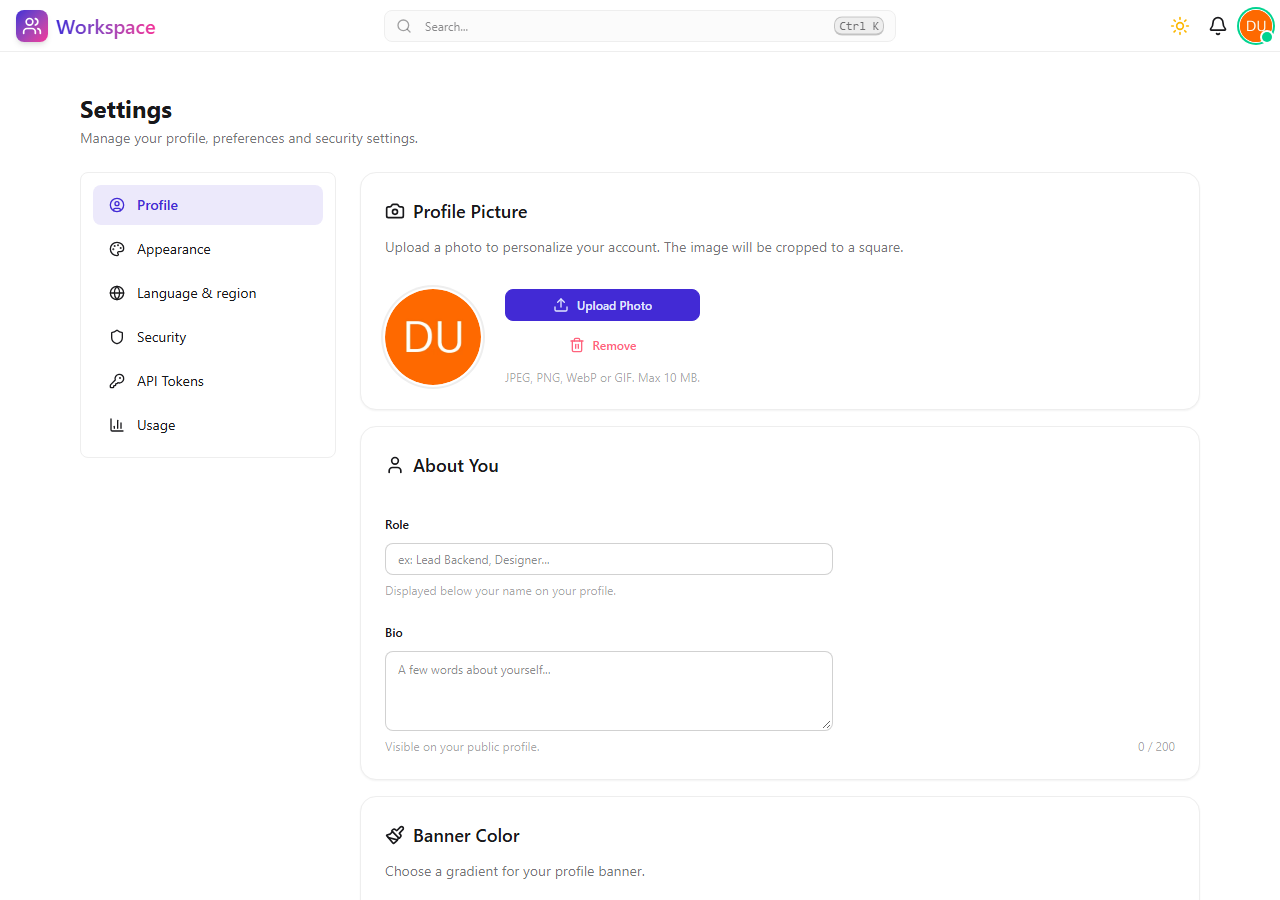 Workspace
Search...
Ctrl K
DU
Settings
Manage your profile, preferences and security settings.
Profile
Appearance
Language & region
Security
API Tokens
Usage
Profile Picture
Upload a photo to personalize your account. The image will be cropped to a square.
DU
Upload Photo
Remove
JPEG, PNG, WebP or GIF. Max 10 MB.
About You
Role
ex: Lead Backend, Designer...
Displayed below your name on your profile.
Bio
A few words about yourself...
Visible on your public profile.
0 / 200
Banner Color
Choose a gradient for your profile banner.